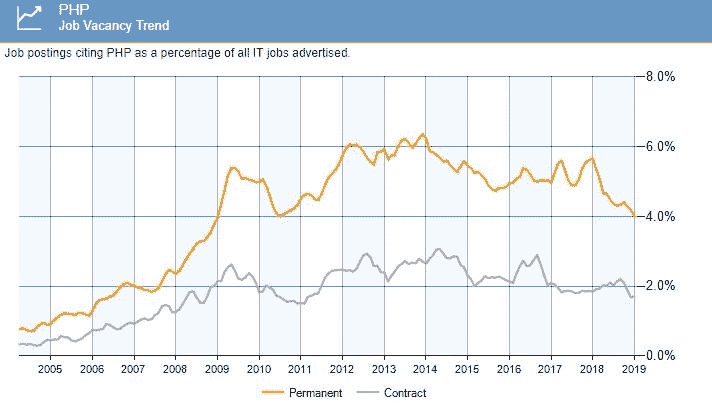 PHP
Job Vacancy Trend
Job postings citing PHP as a percentage of all IT jobs advertised.
8.0%
6.0%
4.0%
2.0%
0.0%
2005 2006 2007 2008 2009 2010 2011 2012 2013 2014 2015 2016 2017 2018 2019
Permanent Contract